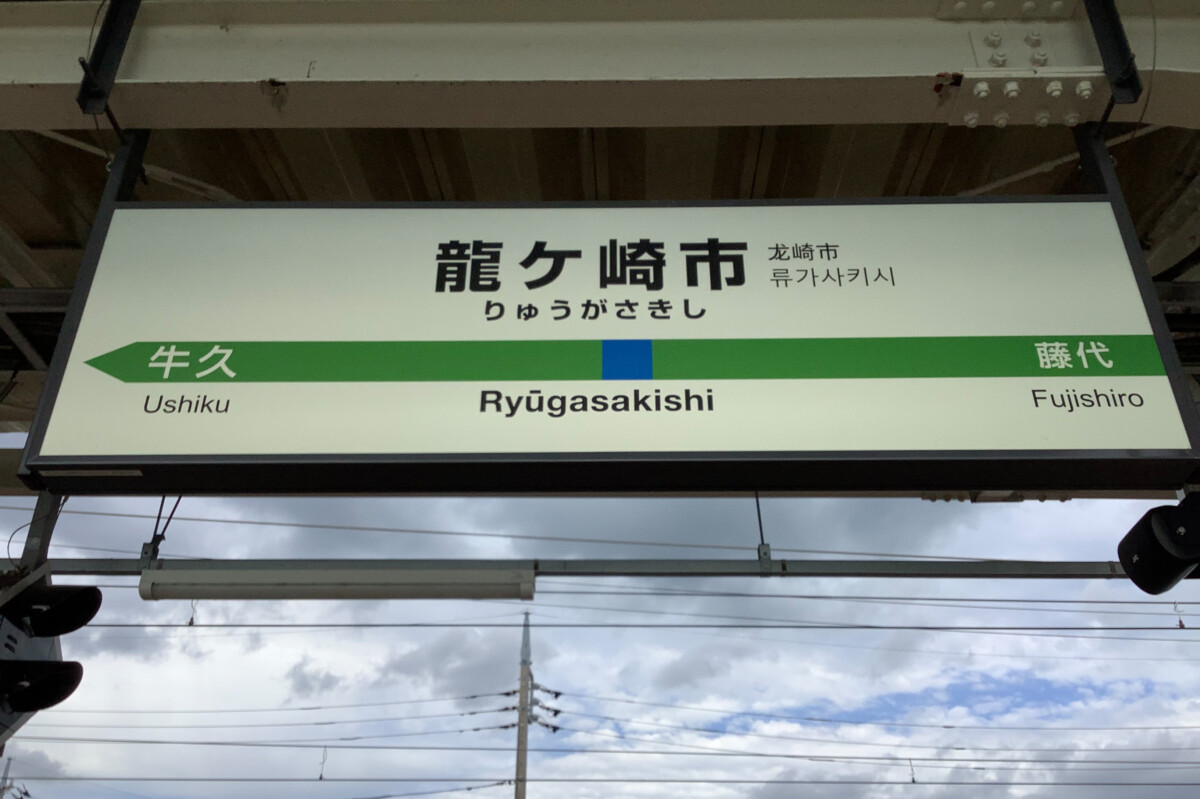 龍ケ崎市
龙崎市
류가사키시
りゅうがさきし
牛久
藤代
Ushiku
Ryūgasakishi
Fujishiro